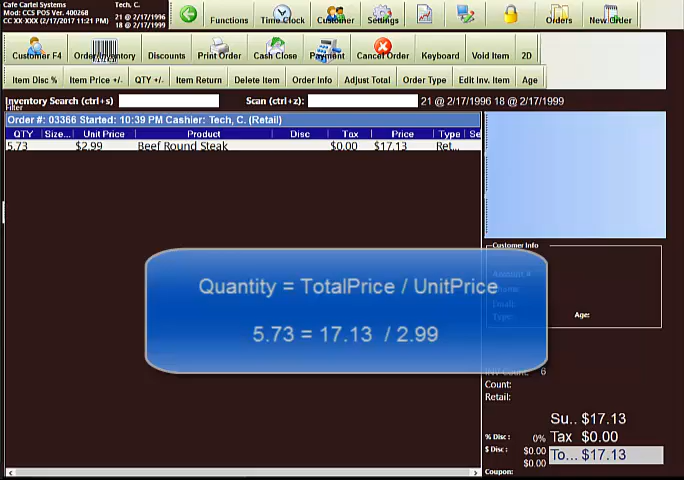 Cafe Cartel Systems
Mod: CCS POS Ver. 400268
CC XX-XXX (2/17/2017 11:21 PM)
Tech, C.
21 @ 2/17/1996
18 @ 2/17/1999
Functions
Time Clock
Customer
Settings
Orders
New Order
Customer F4
Discounts
Print Order
Cash Close
Payment
Cancel Order
Keyboard
Void Item
2D
Item Disc %
Item Price +/-
QTY +/-
Item Return
Delete Item
Order Info
Adjust Total
Order Type
Edit Inv. Item
Age
Inventory Search (ctrl+s)
Scan (ctrl+z):
21 @ 2/17/1996 18 @ 2/17/1999
Filter
Order #: 03366 Started: 10:39 PM Cashier: Tech, C. (Retail)
QTY Size... Unit Price Product Disc Tax Price Type Se
5.73 $2.99 Beef Round Steak $0.00 $17.13 Ret...
Customer Info
Age:
Quantity = TotalPrice / UnitPrice
5.73 = 17.13 / 2.99
6
Count:
Retail:
Su.. $17.13
% Disc : 0% Tax $0.00
$ Disc : $0.00 To... $17.13
$0.00
Coupon: